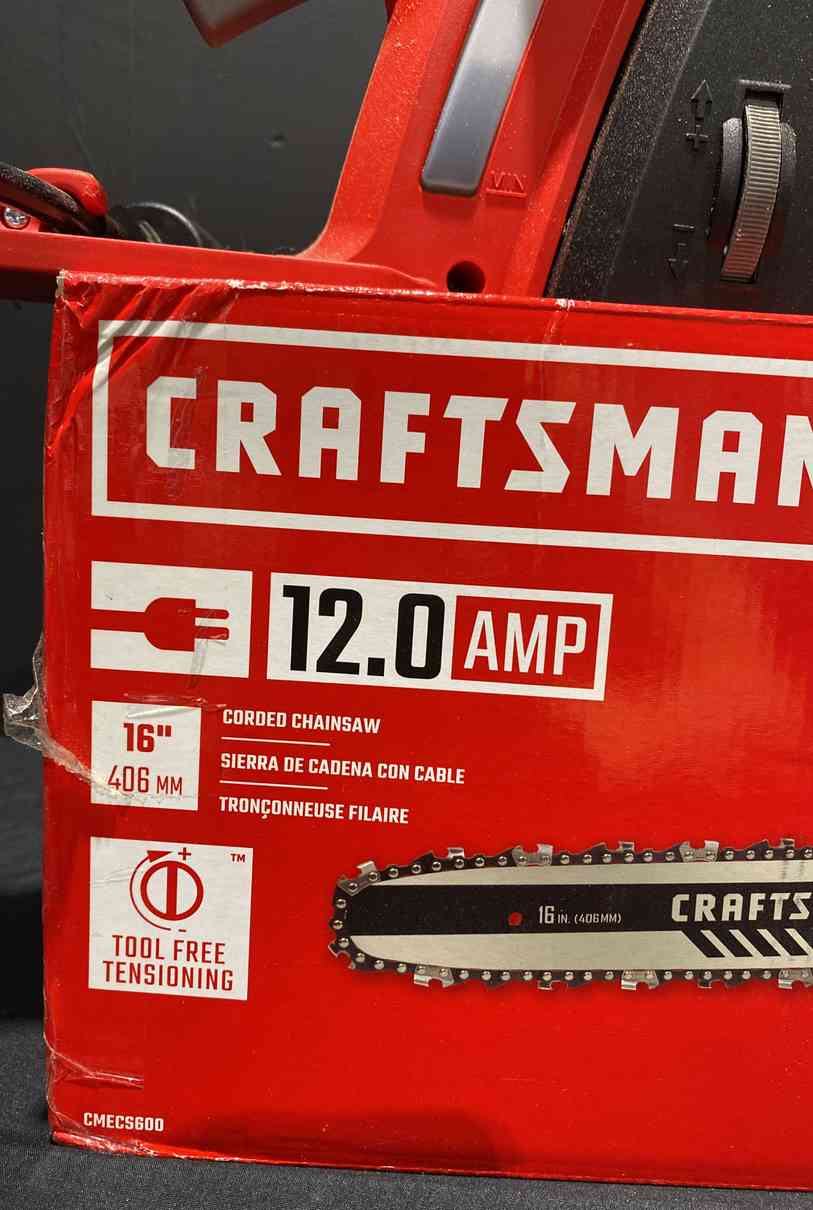 MIN
CRAFTSMAN
12.0 AMP
16"
406 MM
CORDED CHAINSAW
SIERRA DE CADENA CON CABLE
TRONÇONNEUSE FILAIRE
+
-
TM
TOOL FREE
TENSIONING
16 IN. (406MM)
CRAFTS
CMECS600